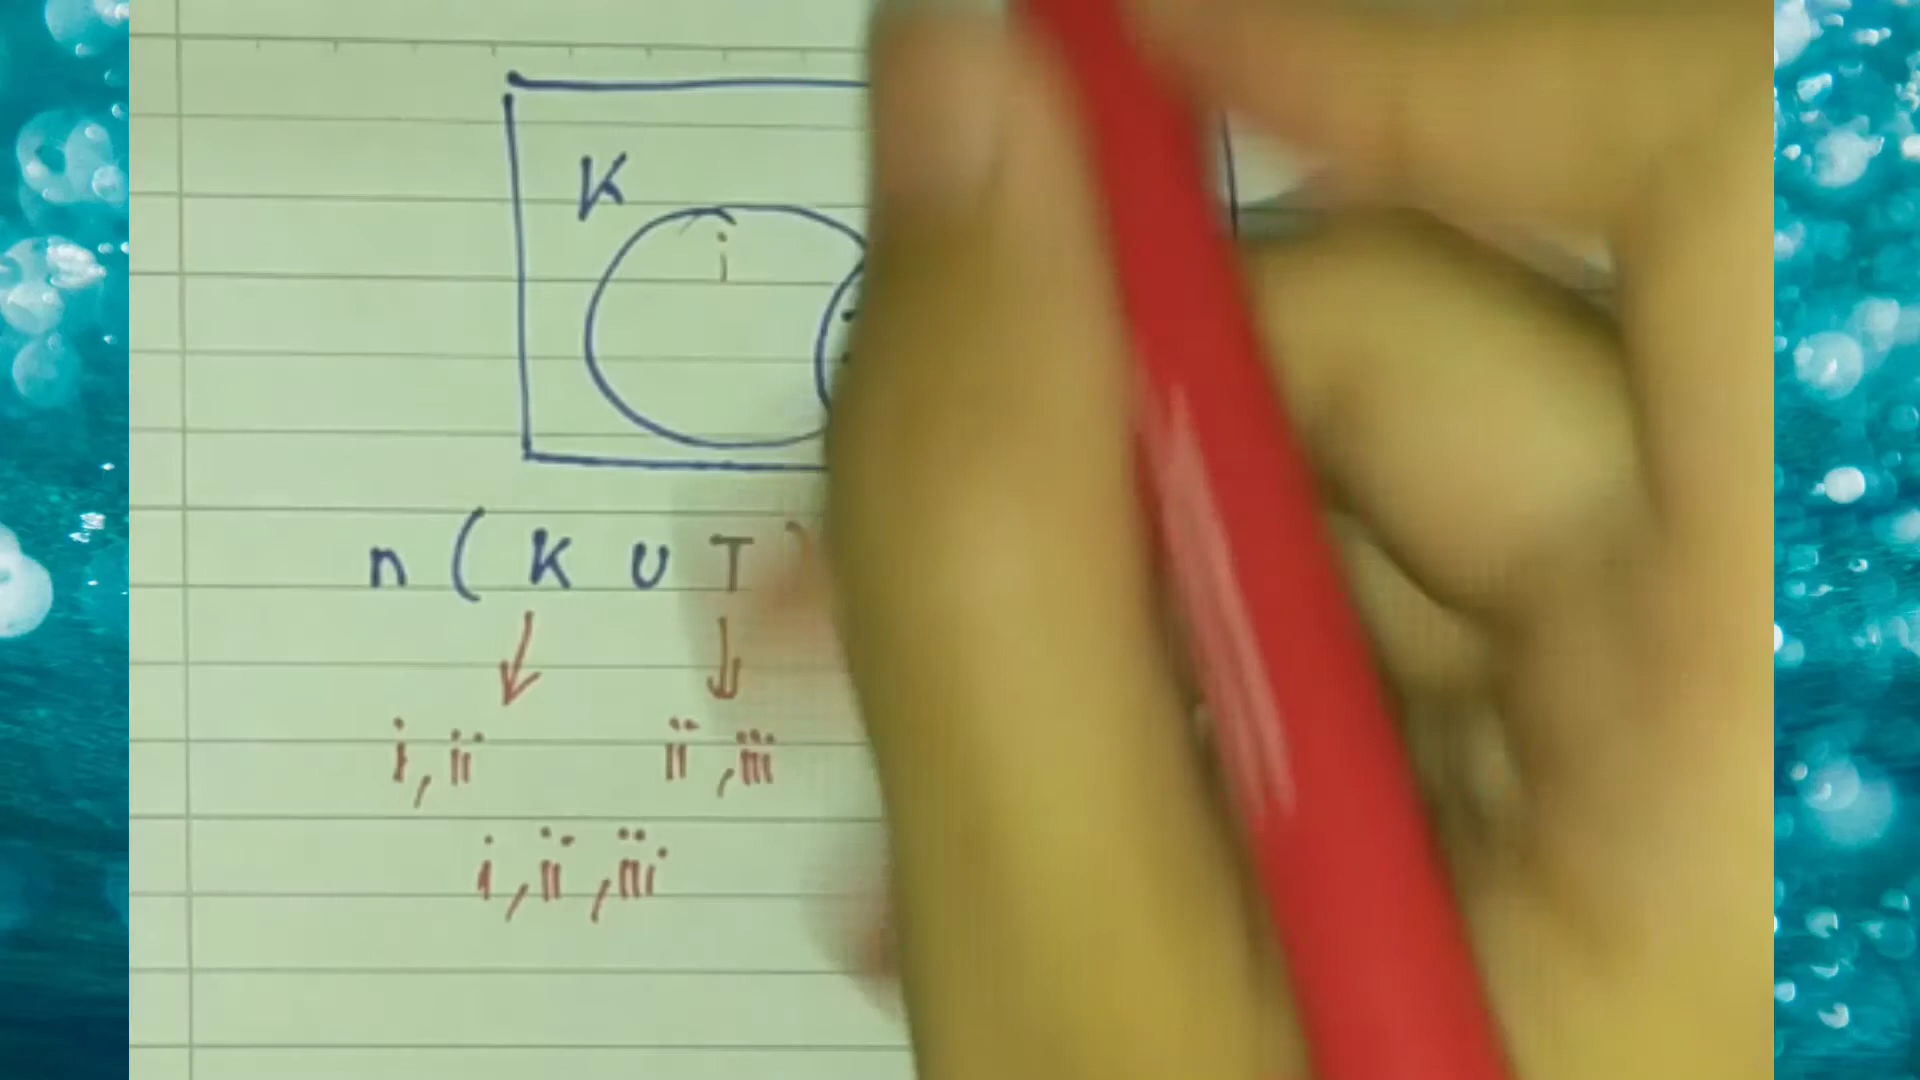 K
i
n ( K ∪ T )
i, ii ii, iii
i, ii, iii